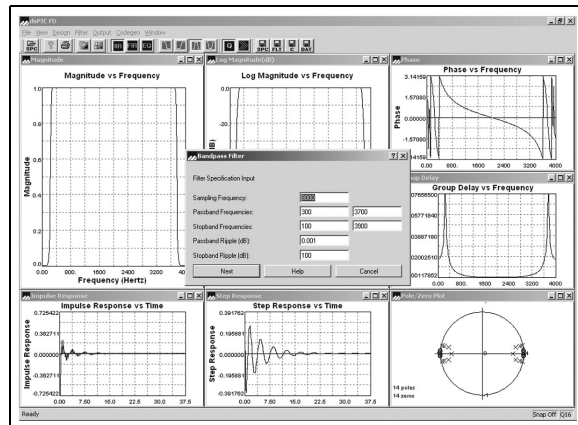 dsPIC FD
File View Design Filter Output Codegen Window
SPC IIR FIR EQ Q SPC FLT C DAT
Magnitude
Magnitude vs Frequency
1.0
0.8
0.6
0.4
0.2
0.0
0.00 800. 1600 2400 3200
Frequency (Hertz)
Magnitude
Log Magnitude(dB)
Log Magnitude vs Frequency
0.0
-20.
Phase
Phase vs Frequency
3.14159
1.57080
0.00000
-1.57080
0.00 800. 1600 2400 3200 4000
Phase
Bandpass Filter
Filter Specification Input
Sampling Frequency: 8000
Passband Frequencies: 300 3700
Stopband Frequencies: 100 3900
Passband Ripple (dB): 0.001
Stopband Ripple (dB): 100
Next Help Cancel
Group Delay vs Frequency
0.00 800. 1600 2400 3200 4000
Impulse Response
Impulse Response vs Time
0.725422
0.362711
0.000000
-0.362711
-0.725422
0.00 7.5 15.0 22.5 30.0 37.5
Impulse Response
Step Response
Step Response vs Time
0.391762
0.195881
0.000000
-0.195881
-0.391762
0.00 7.5 15.0 22.5 30.0 37.5
Step Response
Pole/Zero Plot
14 poles
14 zeros
Ready
Snap Off Q16